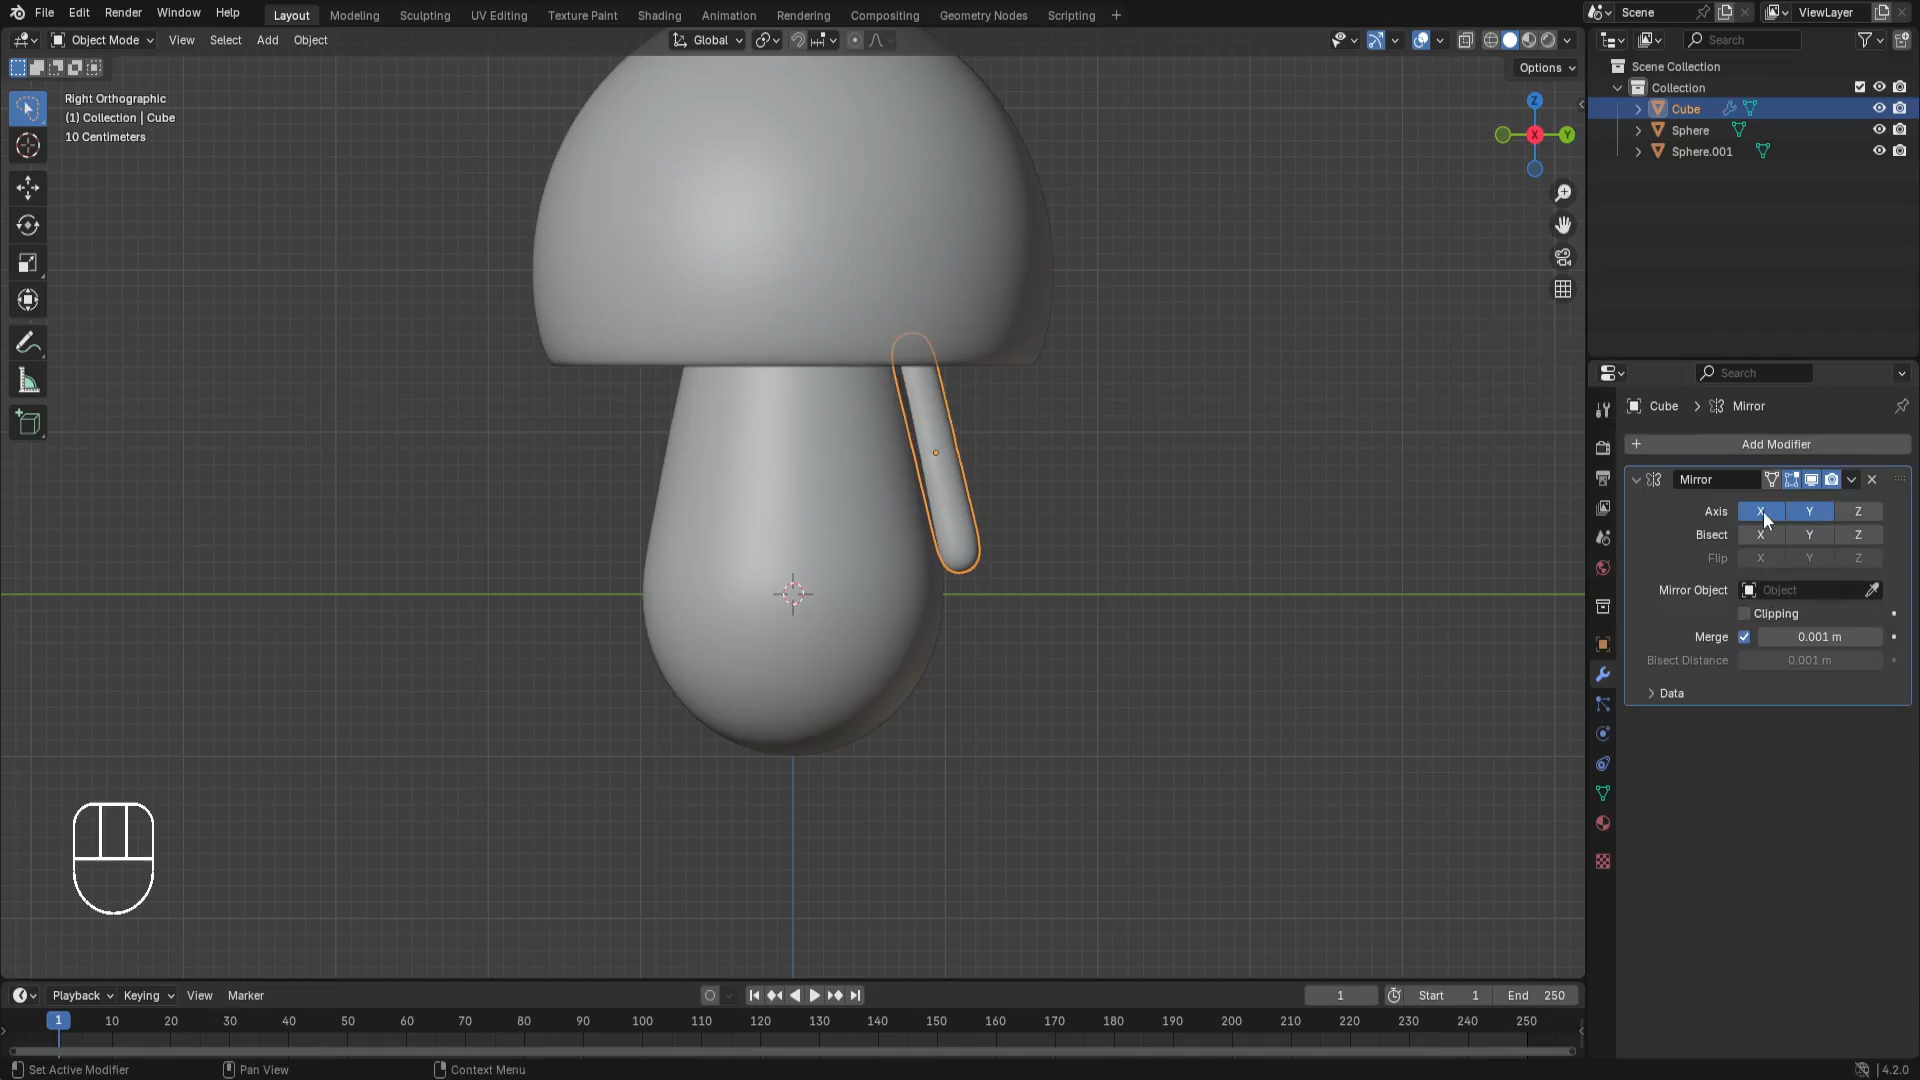 File Edit Render Window Help Layout Modeling Sculpting UV Editing Texture Paint Shading Animation Rendering Compositing Geometry Nodes Scripting + Scene ViewLayer
Object Mode View Select Add Object Global Search
Options
Right Orthographic
(1) Collection | Cube
10 Centimeters
Z
X
Y
Scene Collection
Collection
Cube
Sphere
Sphere.001
Search
Cube > Mirror
+ Add Modifier
Mirror
Axis X Y Z
Bisect X Y Z
Flip X Y Z
Mirror Object Object
Clipping
Merge 0.001 m
Bisect Distance 0.001 m
Data
Playback Keying View Marker 1 Start 1 End 250
1 10 20 30 40 50 60 70 80 90 100 110 120 130 140 150 160 170 180 190 200 210 220 230 240 250
Set Active Modifier Pan View Context Menu 4.2.0